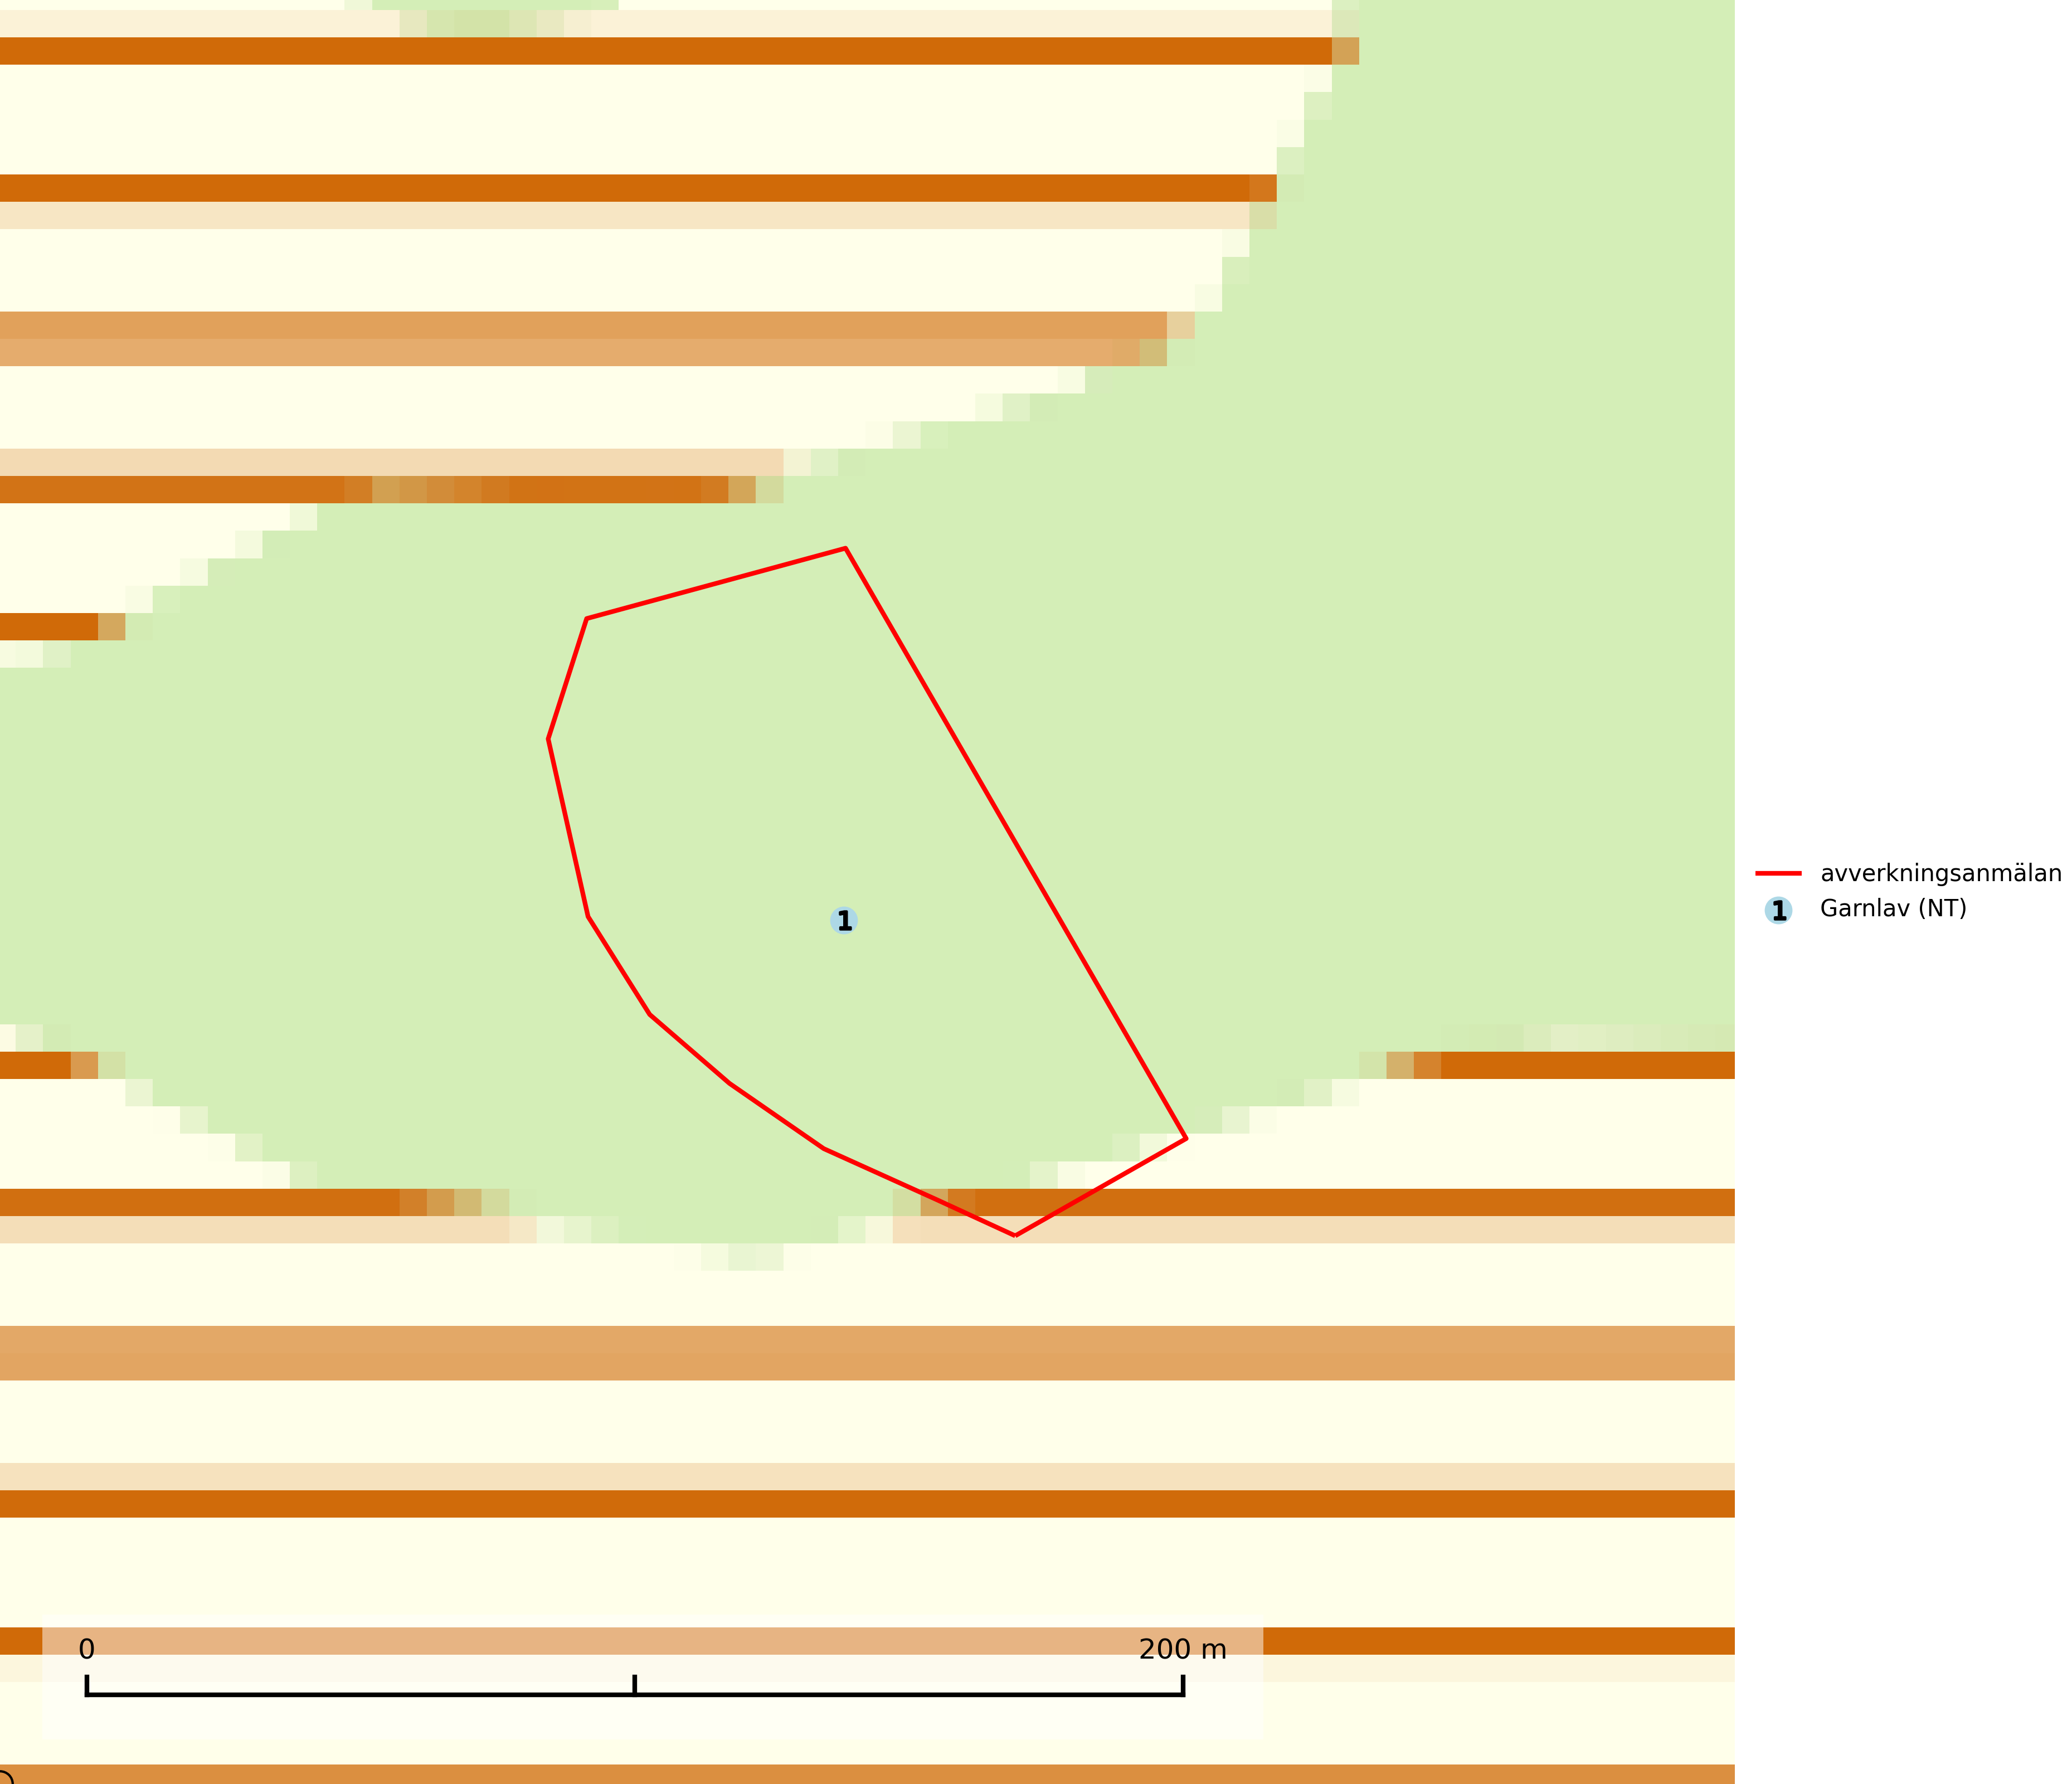 1
avverkningsanmälan
1 Garnlav (NT)
0 200 m